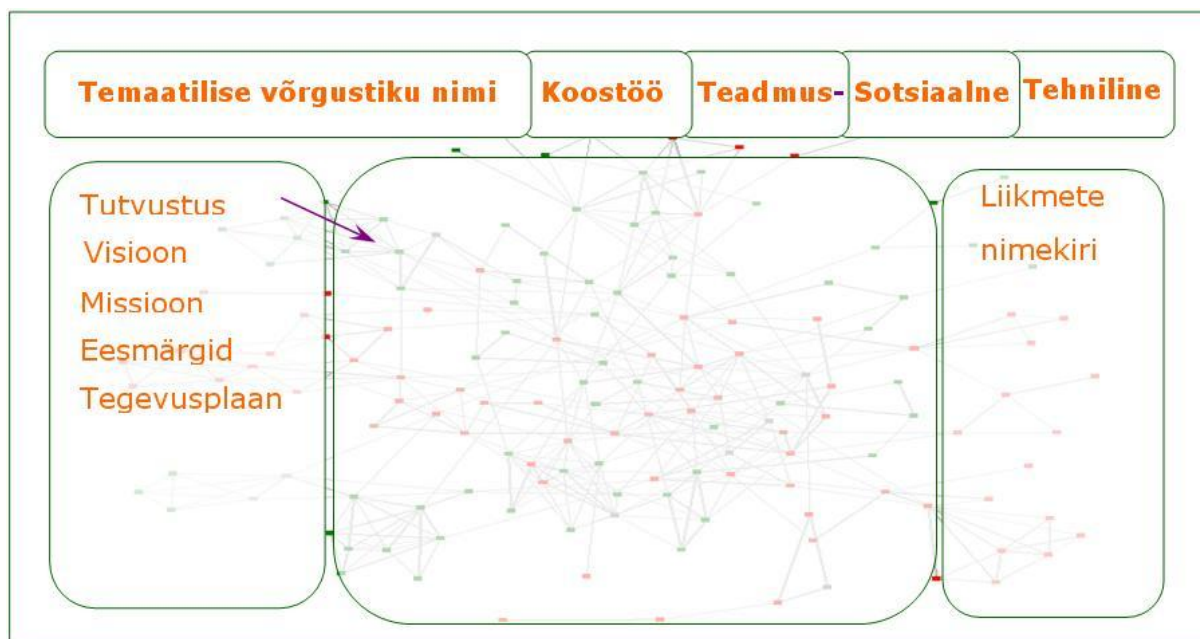 Temaatilise võrgustiku nimi
Koostöö
Teadmus-
Sotsiaalne
Tehniline
Tutvustus
Visioon
Missioon
Eesmärgid
Tegevusplaan
Liikmete
nimekiri